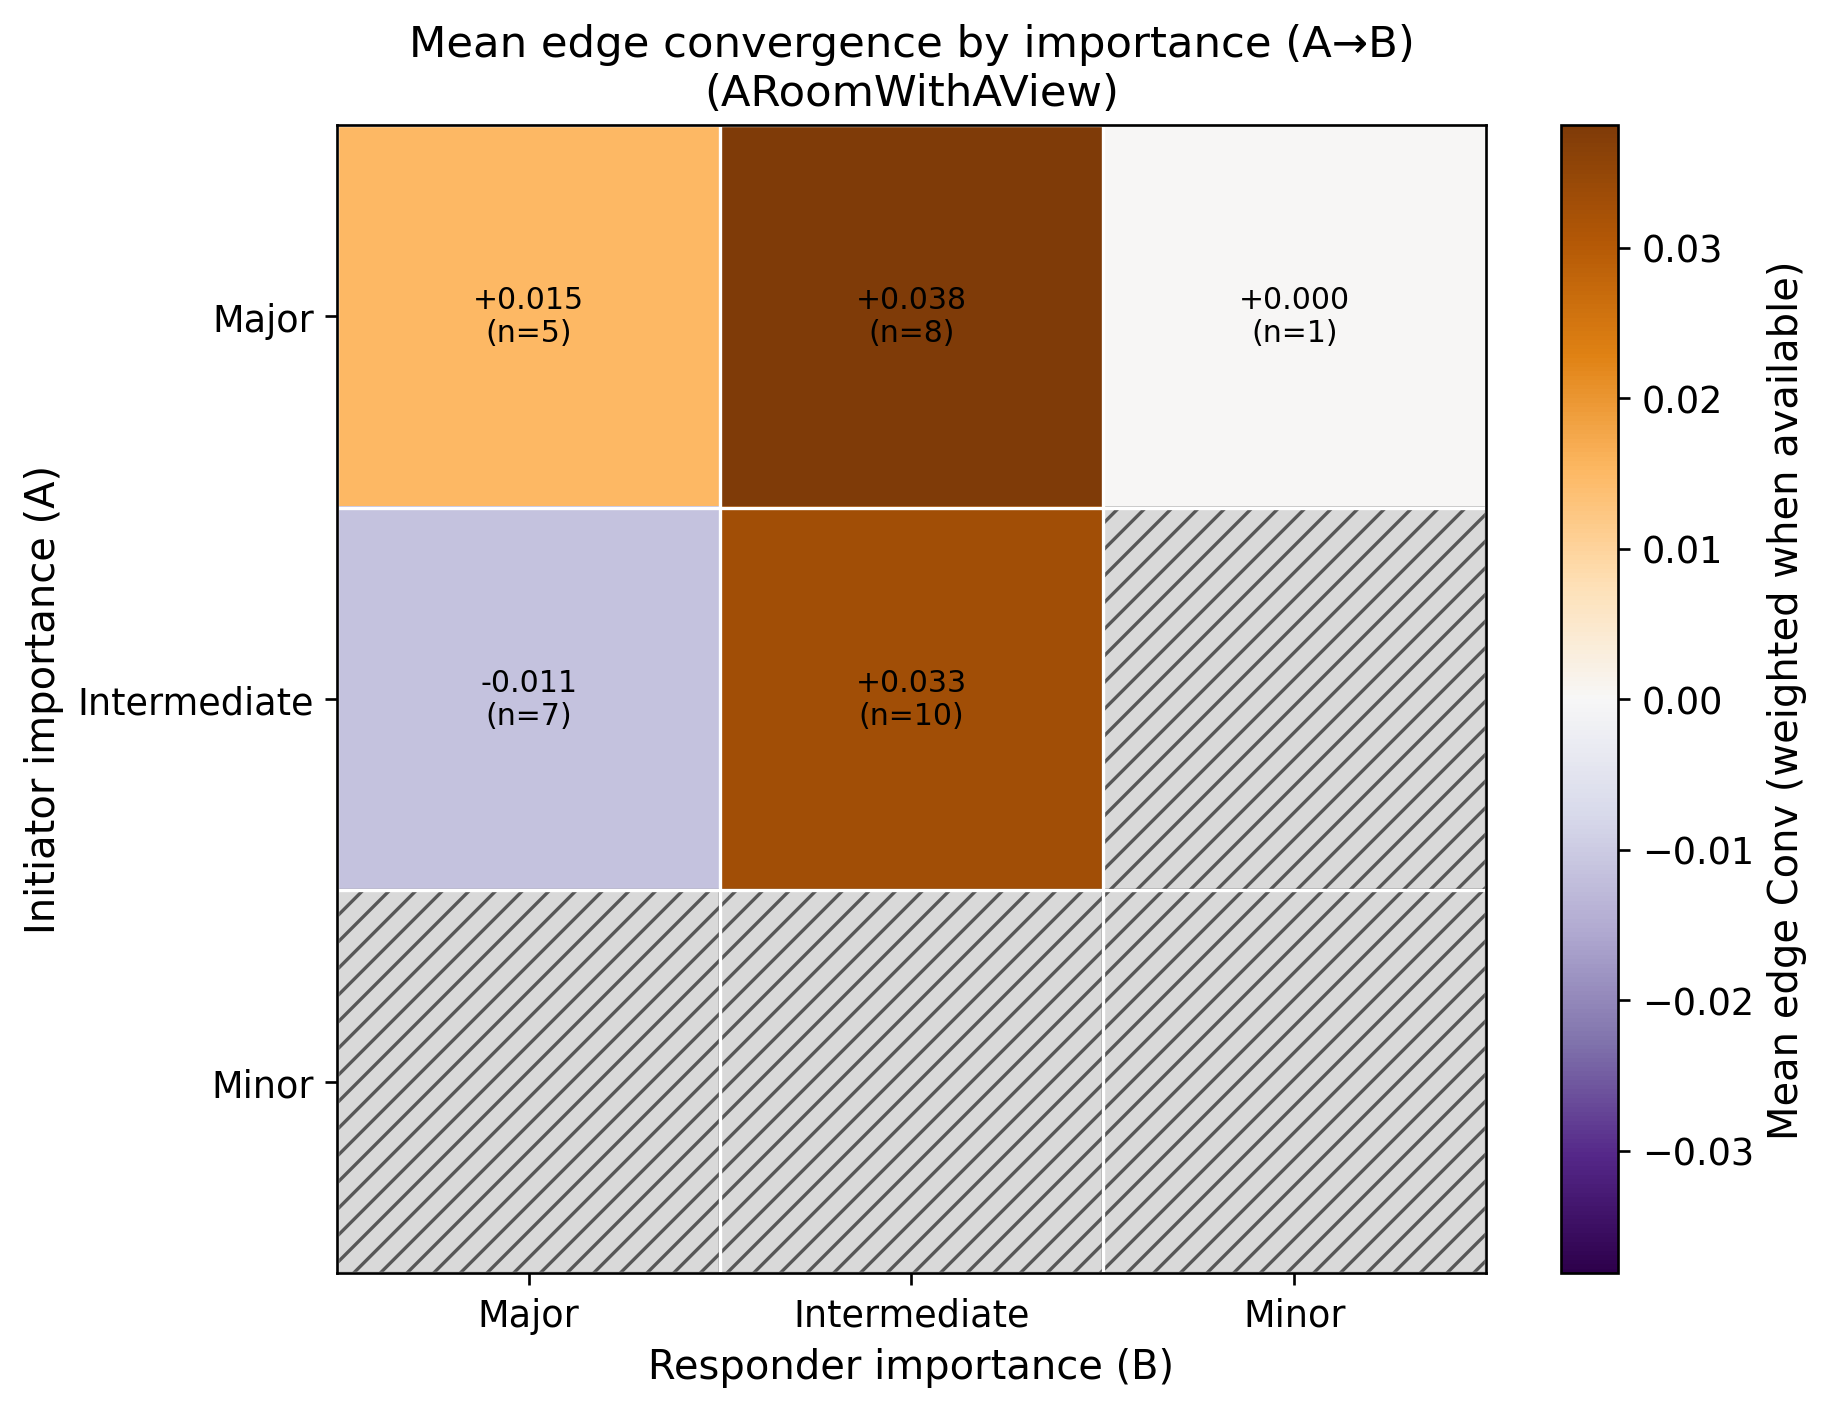 Mean edge convergence by importance (A→B)
(ARoomWithAView)
Initiator importance (A)
Major
Intermediate
Minor
+0.015
(n=5)
+0.038
(n=8)
+0.000
(n=1)
-0.011
(n=7)
+0.033
(n=10)
Major
Intermediate
Minor
Responder importance (B)
0.03
0.02
0.01
0.00
−0.01
−0.02
−0.03
Mean edge Conv (weighted when available)